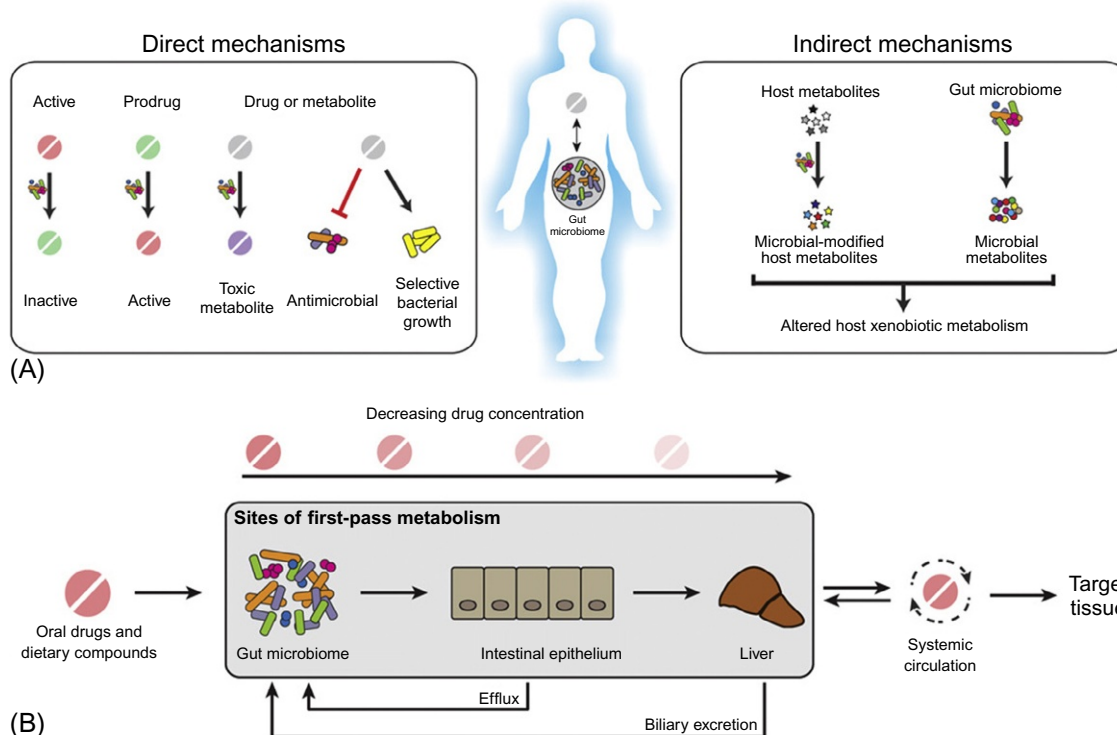 Direct mechanisms
Active
Prodrug
Drug or metabolite
Inactive
Active
Toxic
metabolite
Antimicrobial
Selective
bacterial
growth
Gut
microbiome
Indirect mechanisms
Host metabolites
Gut microbiome
Microbial-modified
host metabolites
Microbial
metabolites
Altered host xenobiotic metabolism
(A)
Decreasing drug concentration
Sites of first-pass metabolism
Oral drugs and
dietary compounds
Gut microbiome
Intestinal epithelium
Liver
Systemic
circulation
Targe
tissue
Efflux
Biliary excretion
(B)